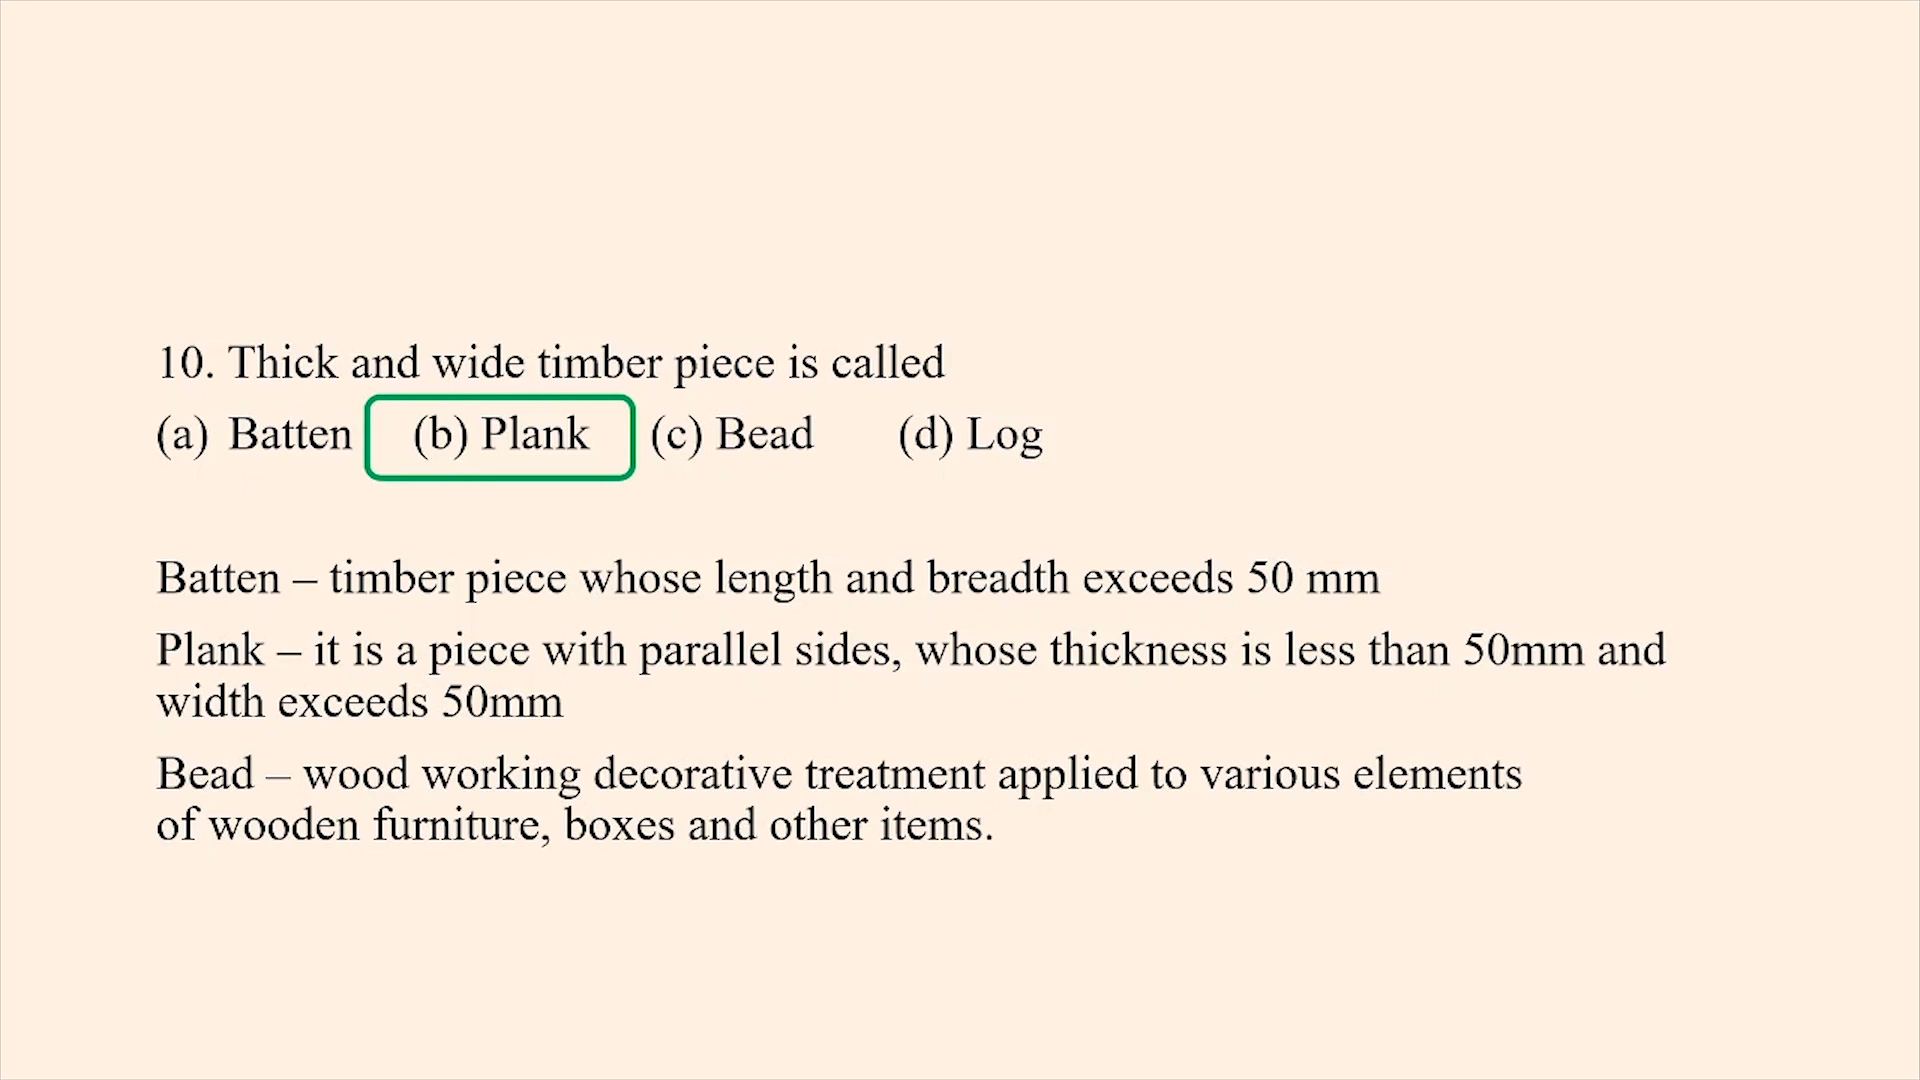 10. Thick and wide timber piece is called
(a) Batten (b) Plank (c) Bead (d) Log
Batten – timber piece whose length and breadth exceeds 50 mm
Plank – it is a piece with parallel sides, whose thickness is less than 50mm and
width exceeds 50mm
Bead – wood working decorative treatment applied to various elements
of wooden furniture, boxes and other items.